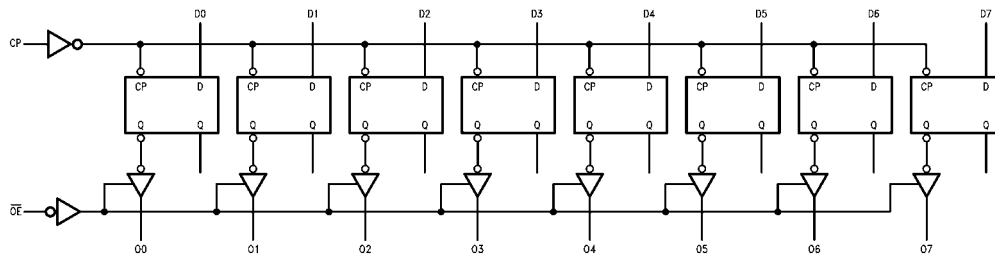 D0 D1 D2 D3 D4 D5 D6 D7
CP
CP D CP D CP D CP D CP D CP D CP D CP D
Q Q Q Q Q Q Q Q Q Q Q Q Q Q Q Q
O̅E̅
O0 O1 O2 O3 O4 O5 O6 O7